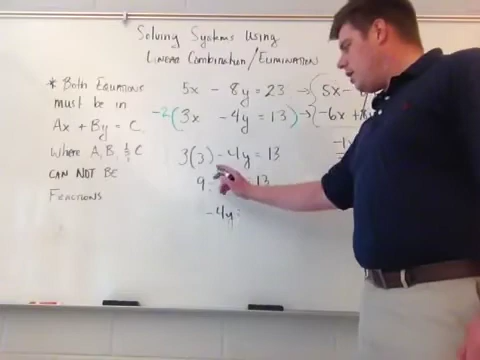 Solving Systems Using
Linear Combination/Elimination
* Both Equations
must be in
Ax + By = C
Where A, B, & C
CAN NOT BE
Fractions
5x - 8y = 23 → (5x -
-2(3x - 4y = 13) → (-6x +
3(3) - 4y = 13
9 13
-4y =